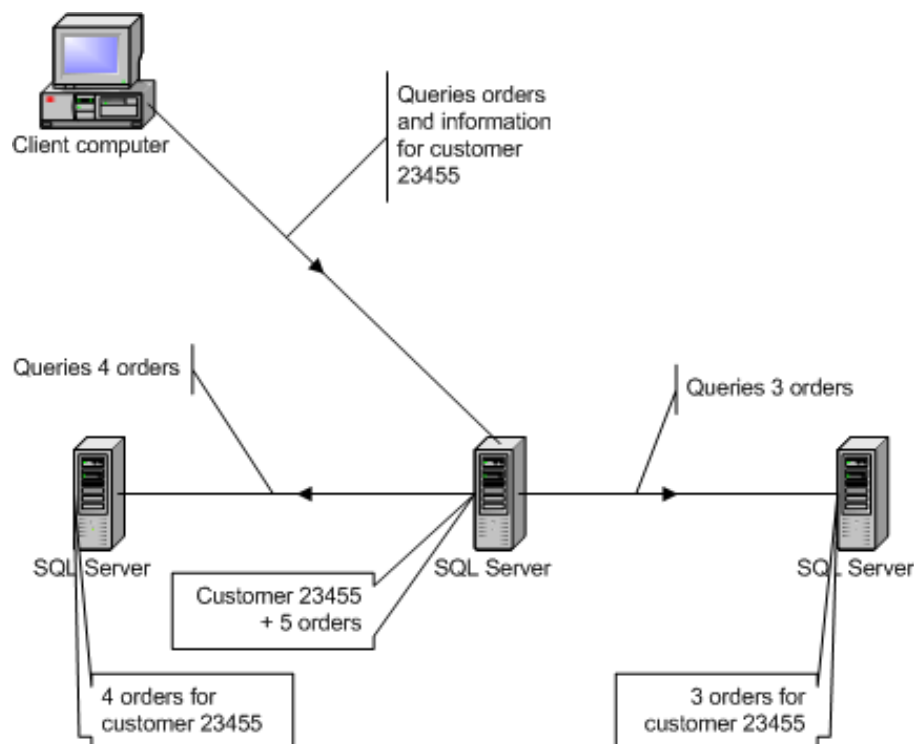 Queries orders
and information
for customer
23455
Client computer
Queries 4 orders
Queries 3 orders
SQL Server
SQL Server
SQL Server
Customer 23455
+ 5 orders
4 orders for
customer 23455
3 orders for
customer 23455